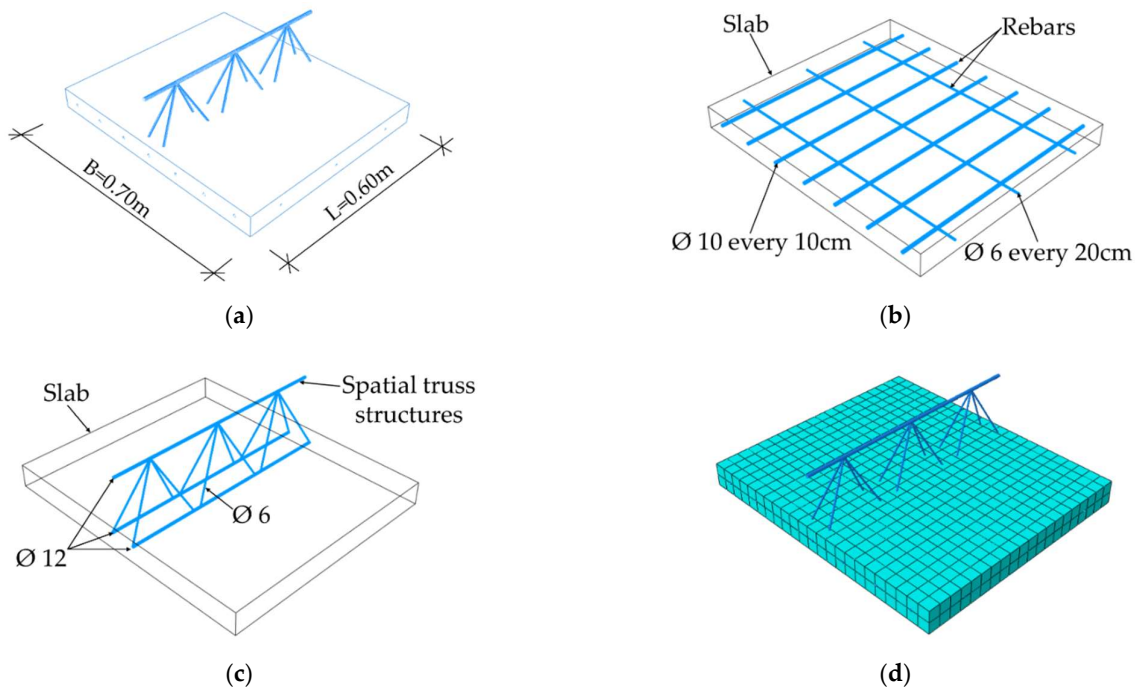 B=0.70m
L=0.60m
(a)
Slab
Rebars
Ø 10 every 10cm
Ø 6 every 20cm
(b)
Slab
Spatial truss
structures
Ø 6
Ø 12
(c)
(d)